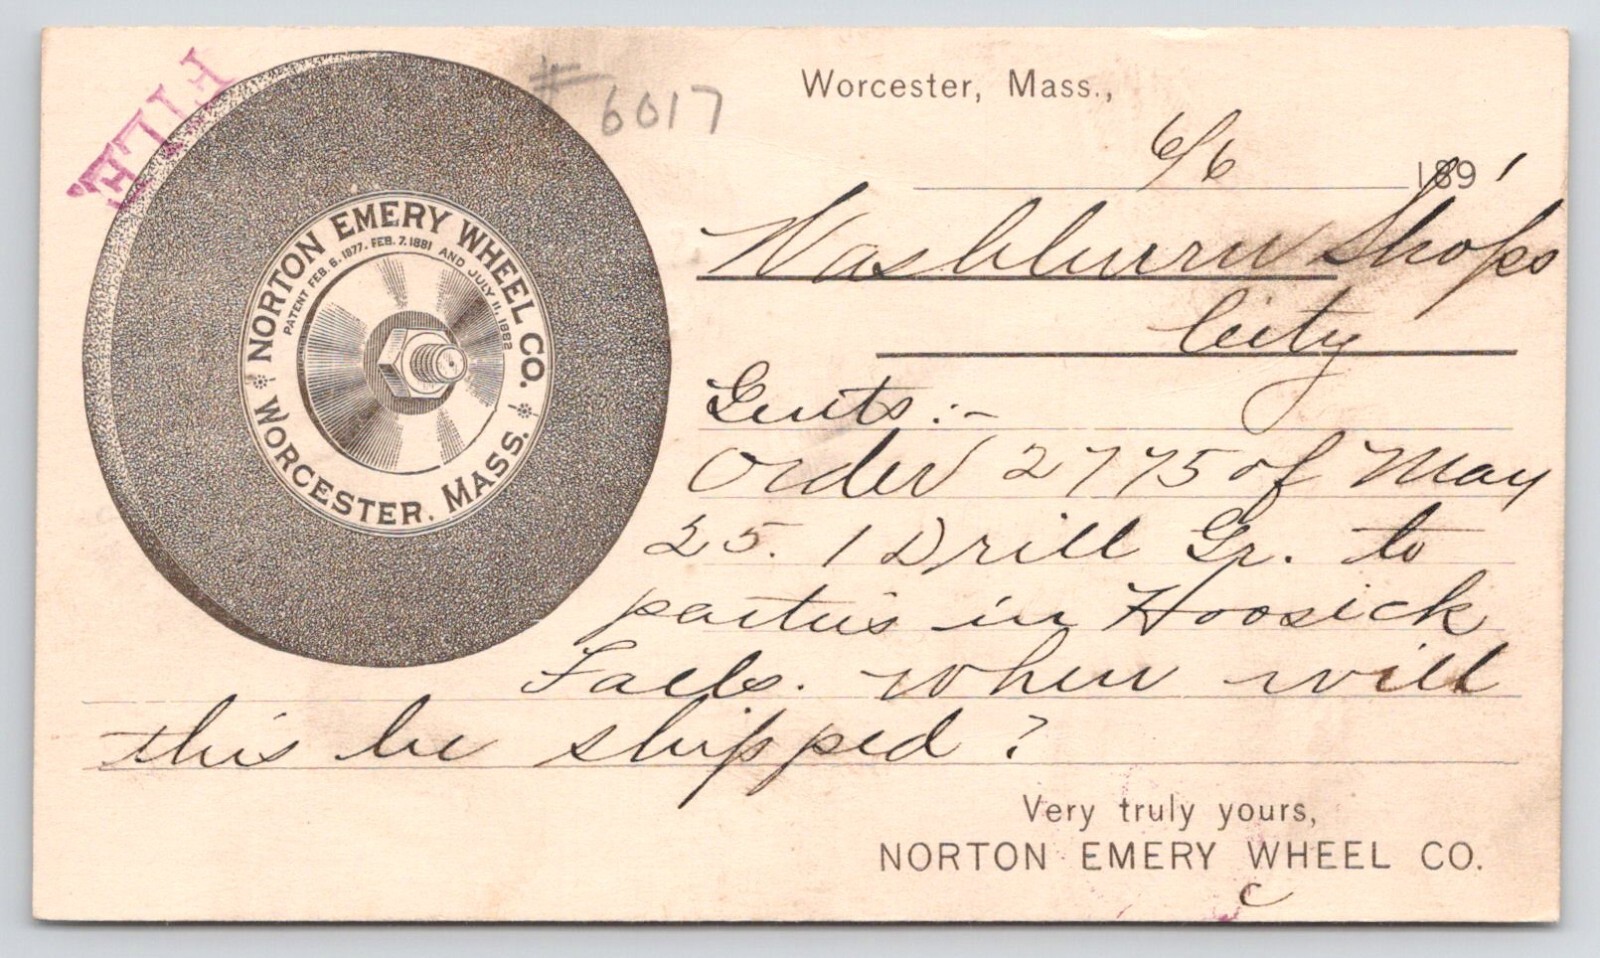 FILE
# 6017
Worcester, Mass.,
6/6 1891
Washburn Shops
City
Gents:-
Order 2775 of May
25. 1 Drill Gr. to
parties in Hoosick
Falls. When will
this be shipped?
Very truly yours,
NORTON EMERY WHEEL CO.
C
NORTON EMERY WHEEL CO.
PATENT FEB. 6. 1877. FEB. 7. 1881 AND JULY 11, 1882
WORCESTER. MASS.